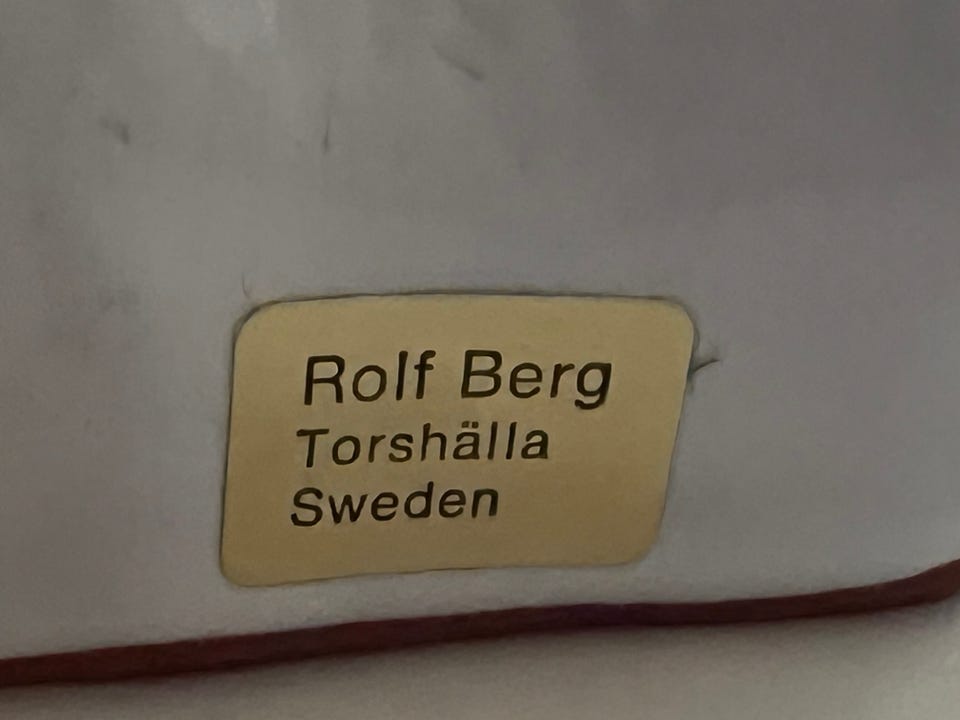 Rolf Berg
Torshälla
Sweden